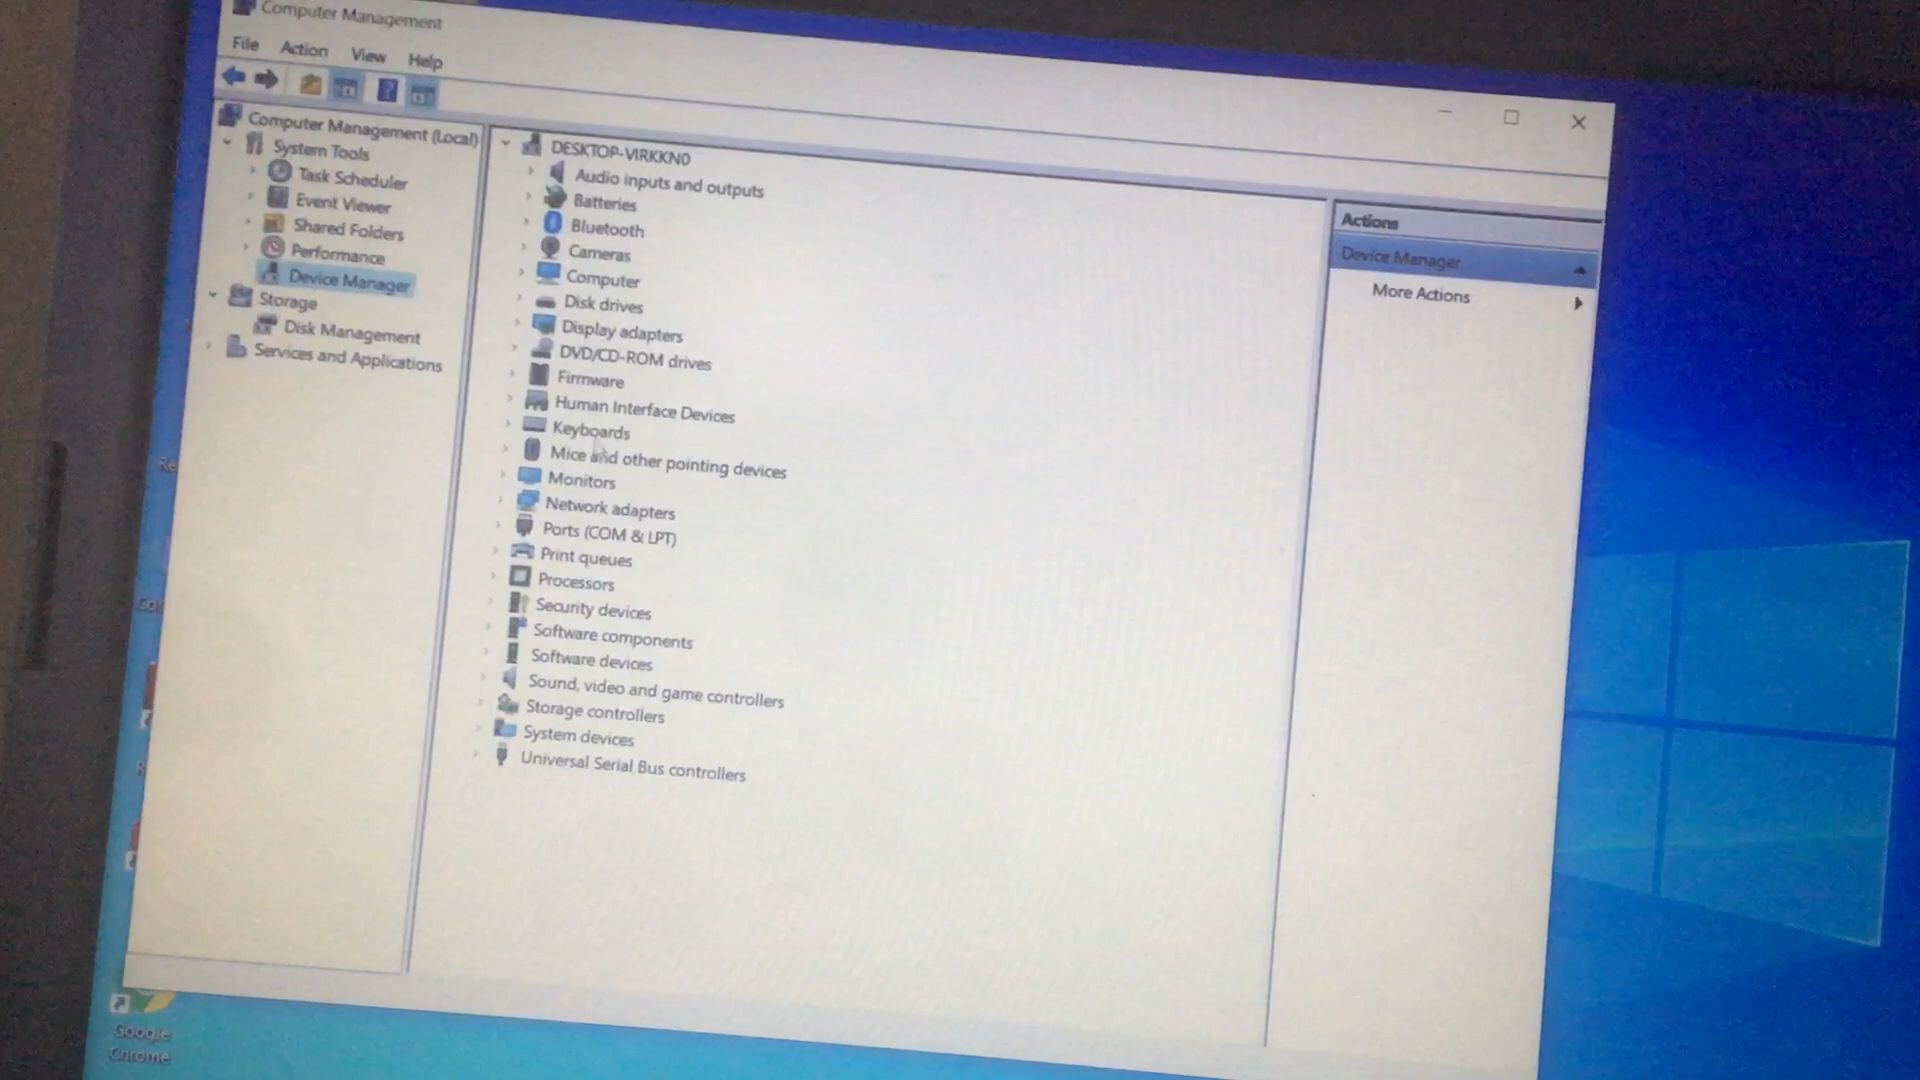 Computer Management
File Action View Help
Computer Management (Local)
System Tools
Task Scheduler
Event Viewer
Shared Folders
Performance
Device Manager
Storage
Disk Management
Services and Applications
DESKTOP-VIRKKN0
Audio inputs and outputs
Batteries
Bluetooth
Cameras
Computer
Disk drives
Display adapters
DVD/CD-ROM drives
Firmware
Human Interface Devices
Keyboards
Mice and other pointing devices
Monitors
Network adapters
Ports (COM & LPT)
Print queues
Processors
Security devices
Software components
Software devices
Sound, video and game controllers
Storage controllers
System devices
Universal Serial Bus controllers
Actions
Device Manager
More Actions
Google
Chrome